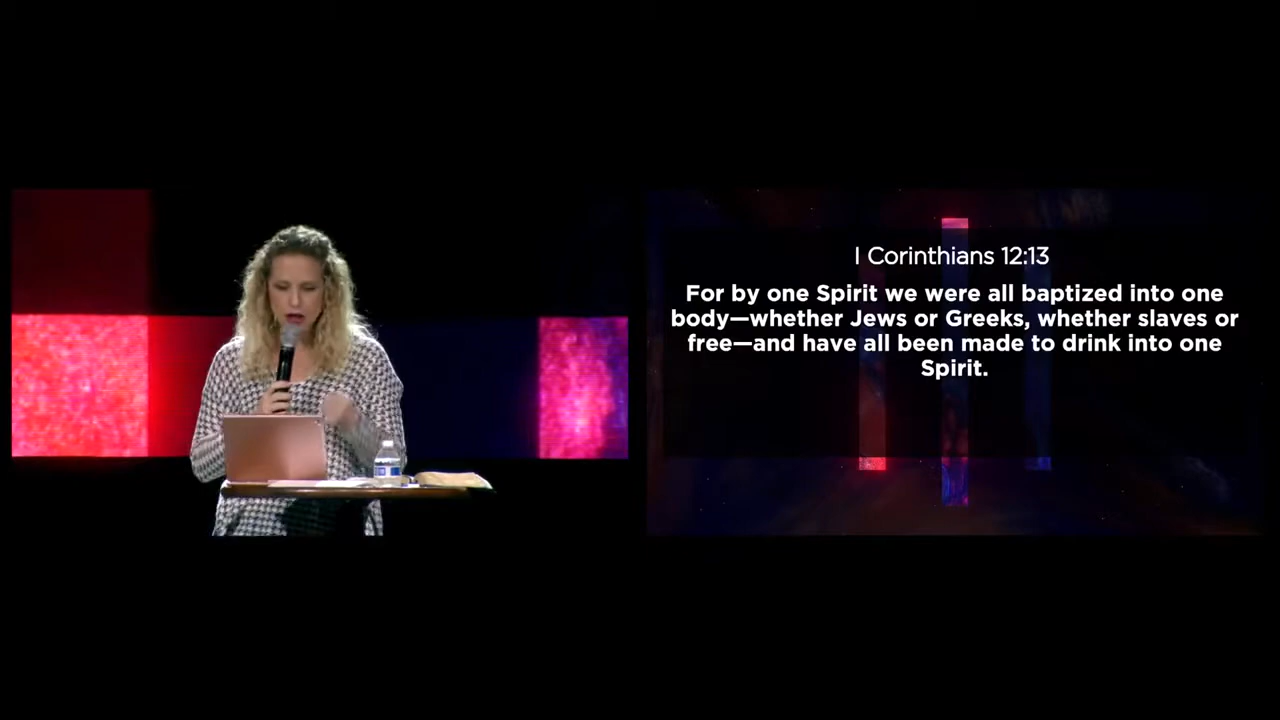 I Corinthians 12:13
For by one Spirit we were all baptized into one
body—whether Jews or Greeks, whether slaves or
free—and have all been made to drink into one
Spirit.